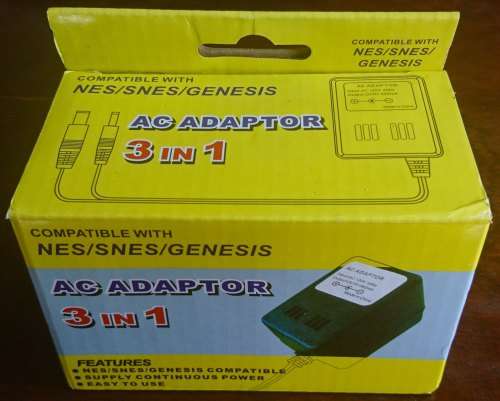 COMPATIBLE WITH
NES/SNES/
GENESIS
COMPATIBLE WITH
NES/SNES/GENESIS
AC ADAPTOR
3 IN 1
AC ADAPTOR
COMPATIBLE WITH
NES/SNES/GENESIS
AC ADAPTOR
3 IN 1
AC ADAPTOR
FEATURES
● NES/SNES/GENESIS COMPATIBLE
● SUPPLY CONTINUOUS POWER
● EASY TO USE